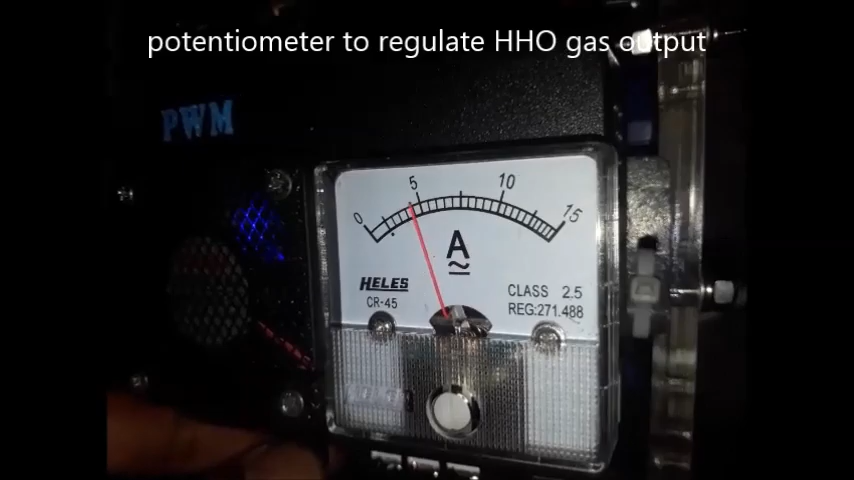 potentiometer to regulate HHO gas output
PWM
0 5 10 15
A
HELES
CR-45
CLASS 2.5
REG:271.488